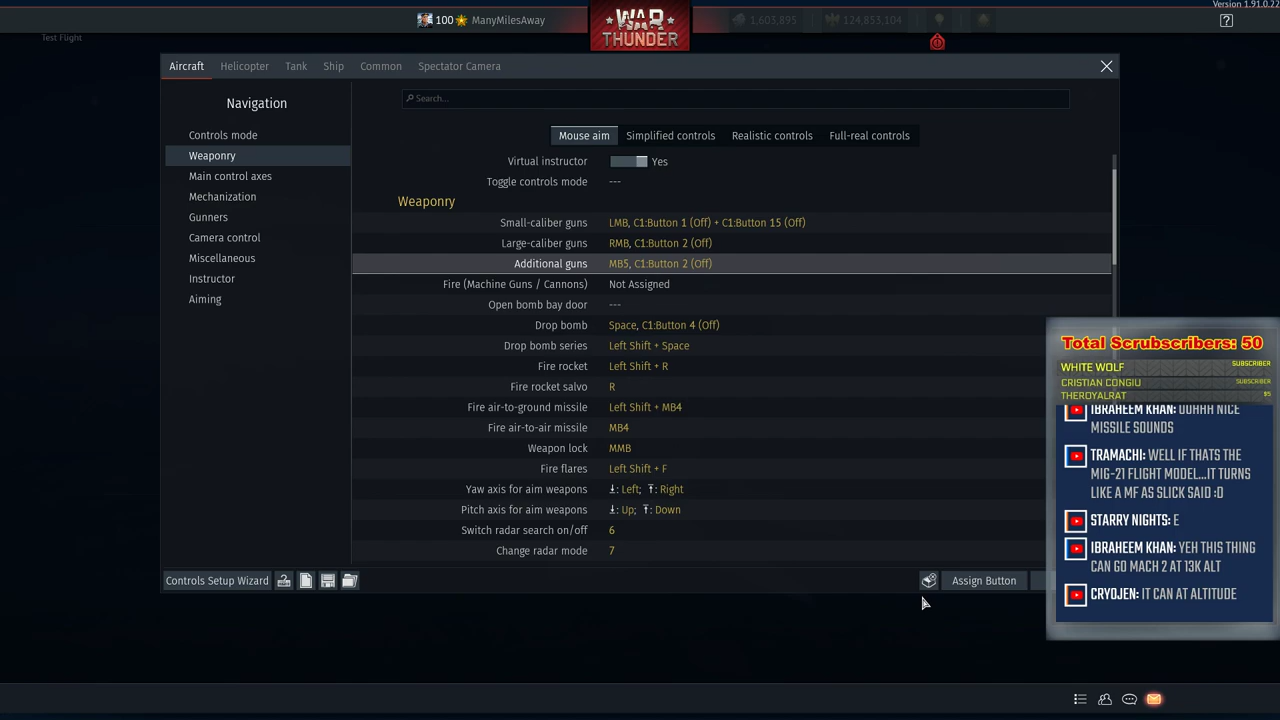 Version 1.91.0.22
100 ManyMilesAway
WAR THUNDER
1,603,895
124,853,104
?
Test Flight
Aircraft Helicopter Tank Ship Common Spectator Camera
Navigation
Controls mode
Weaponry
Main control axes
Mechanization
Gunners
Camera control
Miscellaneous
Instructor
Aiming
Search...
Mouse aim Simplified controls Realistic controls Full-real controls
Virtual instructor Yes
Toggle controls mode ---
Weaponry
Small-caliber guns LMB, C1:Button 1 (Off) + C1:Button 15 (Off)
Large-caliber guns RMB, C1:Button 2 (Off)
Additional guns MB5, C1:Button 2 (Off)
Fire (Machine Guns / Cannons) Not Assigned
Open bomb bay door ---
Drop bomb Space, C1:Button 4 (Off)
Drop bomb series Left Shift + Space
Fire rocket Left Shift + R
Fire rocket salvo R
Fire air-to-ground missile Left Shift + MB4
Fire air-to-air missile MB4
Weapon lock MMB
Fire flares Left Shift + F
Yaw axis for aim weapons ↓: Left; ↑: Right
Pitch axis for aim weapons ↓: Up; ↑: Down
Switch radar search on/off 6
Change radar mode 7
Controls Setup Wizard
Assign Button
Total Scrubscribers: 50
WHITE WOLF SUBSCRIBER
CRISTIAN CONGIU SUBSCRIBER
THEROYALRAT $5
IBRAHEEM KHAN: OOHHH NICE
MISSILE SOUNDS
TRAMACHI: WELL IF THATS THE
MIG-21 FLIGHT MODEL...IT TURNS
LIKE A MF AS SLICK SAID :D
STARRY NIGHTS: E
IBRAHEEM KHAN: YEH THIS THING
CAN GO MACH 2 AT 13K ALT
CRYOJEN: IT CAN AT ALTITUDE